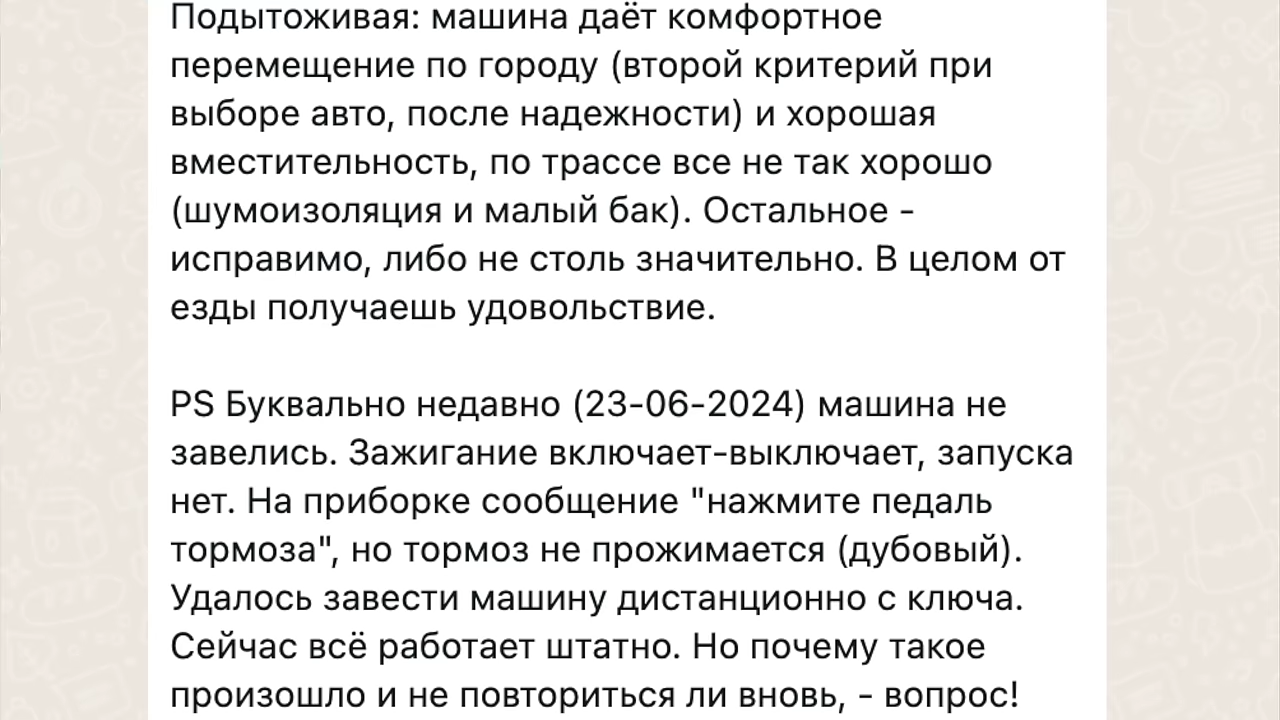 Подытоживая: машина даёт комфортное
перемещение по городу (второй критерий при
выборе авто, после надежности) и хорошая
вместительность, по трассе все не так хорошо
(шумоизоляция и малый бак). Остальное -
исправимо, либо не столь значительно. В целом от
езды получаешь удовольствие.
PS Буквально недавно (23-06-2024) машина не
завелись. Зажигание включает-выключает, запуска
нет. На приборке сообщение "нажмите педаль
тормоза", но тормоз не прожимается (дубовый).
Удалось завести машину дистанционно с ключа.
Сейчас всё работает штатно. Но почему такое
произошло и не повториться ли вновь, - вопрос!